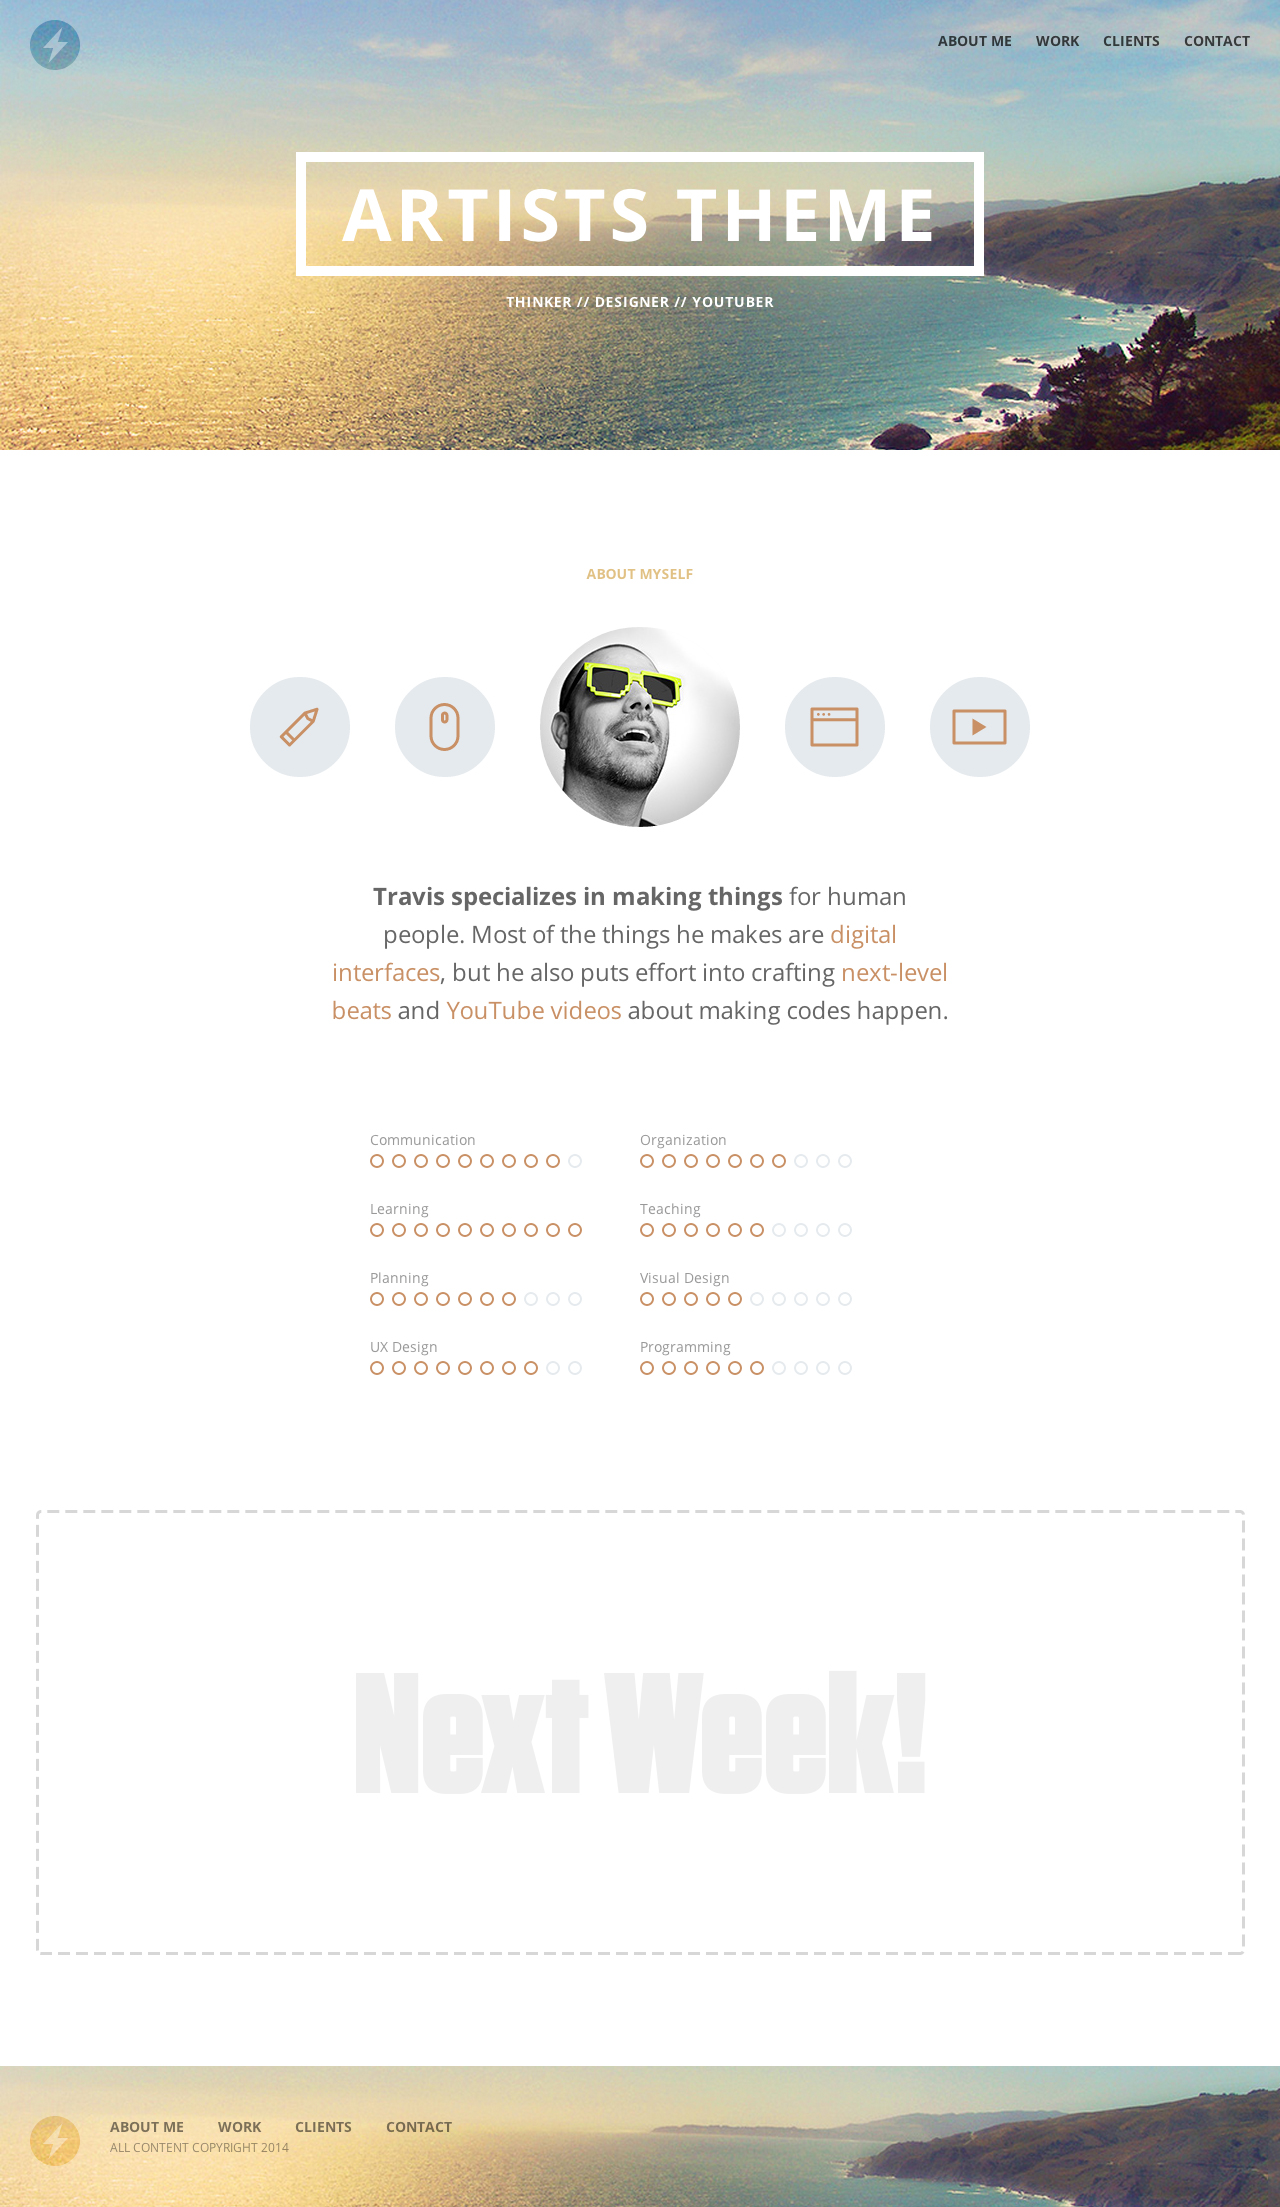 ABOUT ME WORK CLIENTS CONTACT
ARTISTS THEME
THINKER // DESIGNER // YOUTUBER
ABOUT MYSELF
Travis specializes in making things for human
people. Most of the things he makes are digital
interfaces, but he also puts effort into crafting next-level
beats and YouTube videos about making codes happen.
Communication
Organization
Learning
Teaching
Planning
Visual Design
UX Design
Programming
Next Week!
ABOUT ME WORK CLIENTS CONTACT
ALL CONTENT COPYRIGHT 2014